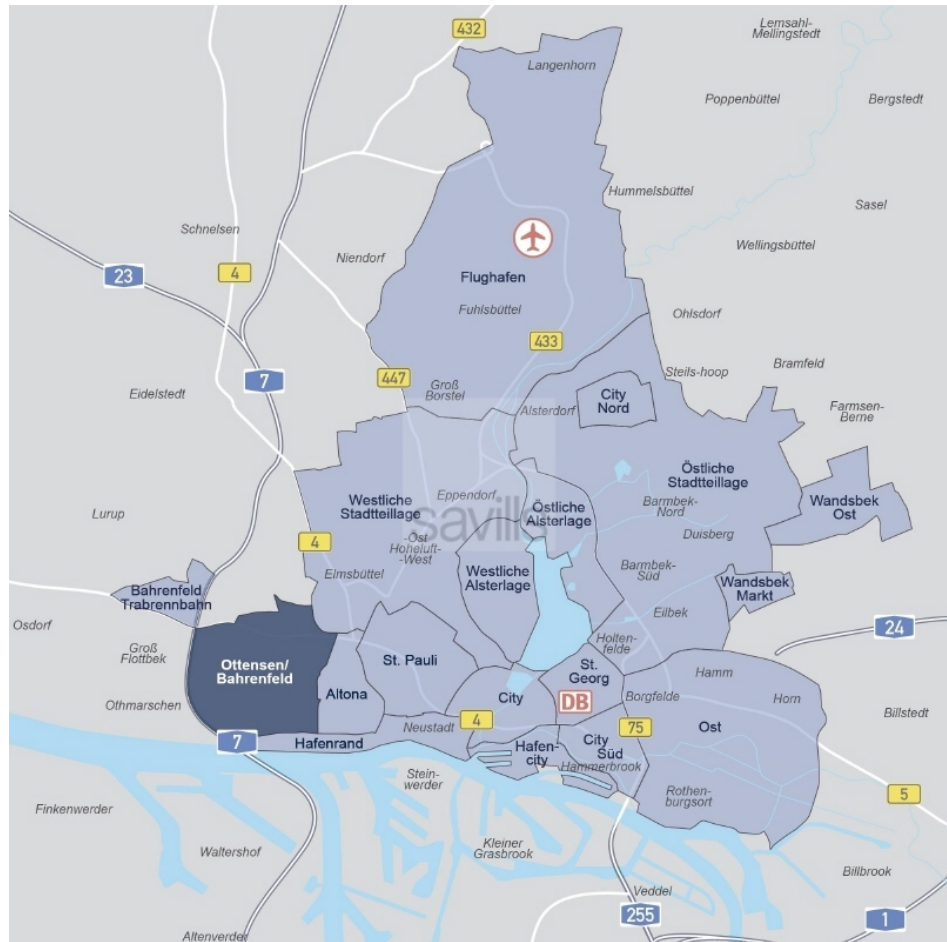 432
Lemsahl-
Mellingstedt
Langenhorn
Poppenbüttel
Bergstedt
Hummelsbüttel
Sasel
Schnelsen
Niendorf
Wellingsbüttel
23
4
Flughafen
Fuhlsbüttel
Ohlsdorf
433
7
447
Groß
Borstel
Steils-hoop
Bramfeld
Eidelstedt
Alsterdorf
City
Nord
Farmsen-
Berne
Westliche
Stadtteillage
Eppendorf
savills
Östliche
Alsterlage
Östliche
Stadtteillage
Barmbek-
Nord
Wandsbek
Ost
Lurup
4
-Ost
Hoheluft-
-West
Duisberg
Elmsbüttel
Westliche
Alsterlage
Barmbek-
Süd
Wandsbek
Markt
Bahrenfeld
Trabrennbahn
Eilbek
Osdorf
24
Groß
Flottbek
Ottensen/
Bahrenfeld
St. Pauli
Holten-
felde
St.
Georg
Hamm
Altona
City
DB
Borgfelde
Horn
Othmarschen
Neustadt
4
75
Ost
Billstedt
7
Hafenrand
Hafen-
city
City
Süd
Hammerbrook
Stein-
werder
Rothen-
burgsort
5
Finkenwerder
Waltershof
Kleiner
Grasbrook
Billbrook
Veddel
255
1
Altenverder